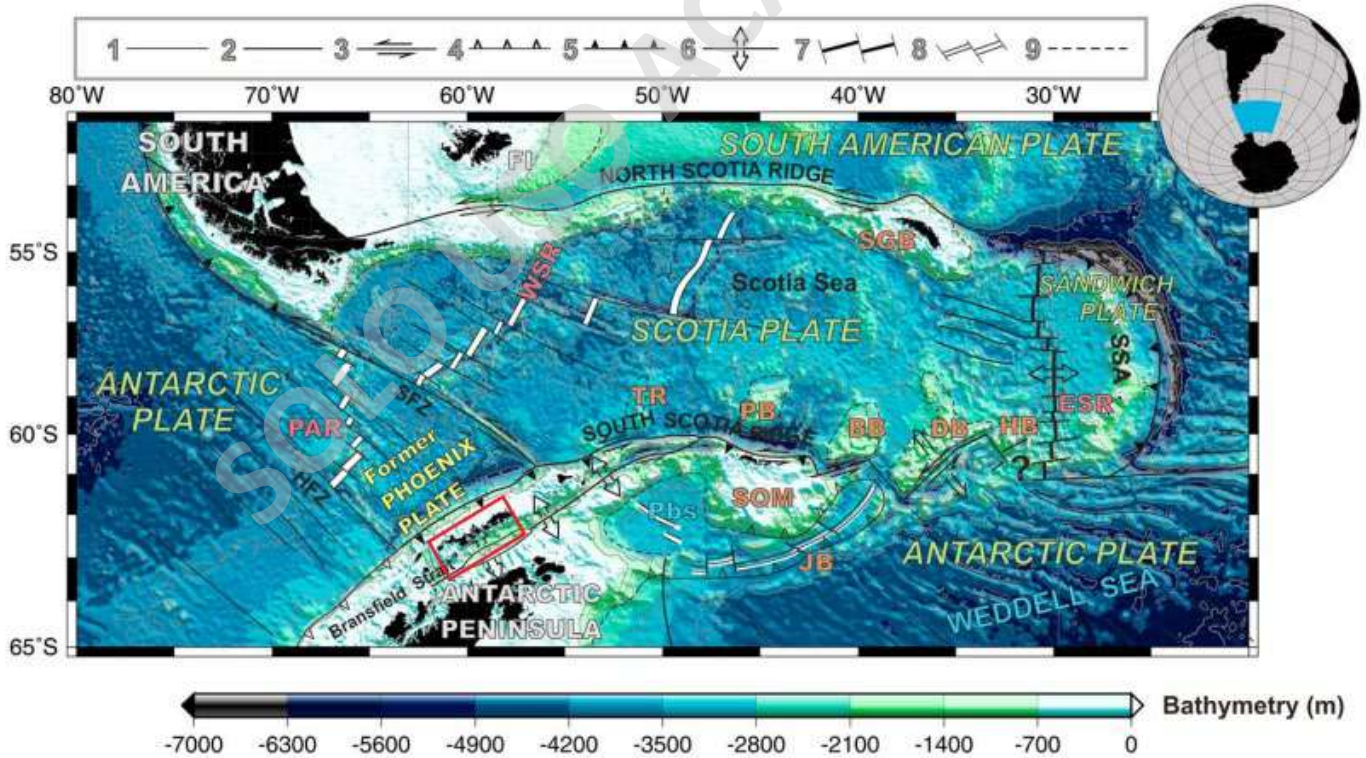 1 2 3 4 5 6 7 8 9
80°W 70°W 60°W 50°W 40°W 30°W
SOUTH
AMERICA
FI
SOUTH AMERICAN PLATE
NORTH SCOTIA RIDGE
55°S
SGB
WSR
Scotia Sea
SANDWICH
PLATE
SCOTIA PLATE
SSA
ANTARCTIC
PLATE
SFZ
TR
PB
ESR
PAR
SOUTH SCOTIA RIDGE
BB
DB
HB
60°S
Former
PHOENIX
PLATE
HFZ
?
SOM
Pbs
JB
ANTARCTIC PLATE
Bransfield Strait
ANTARCTIC
PENINSULA
WEDDELL SEA
65°S
Bathymetry (m)
-7000 -6300 -5600 -4900 -4200 -3500 -2800 -2100 -1400 -700 0